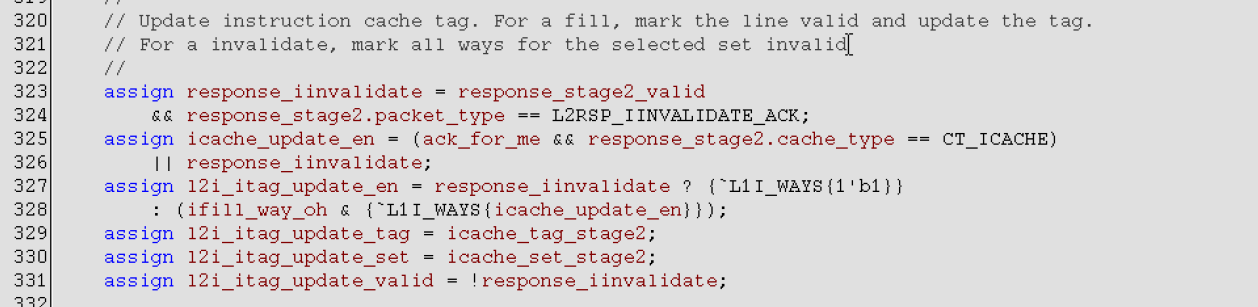 319 //
320 // Update instruction cache tag. For a fill, mark the line valid and update the tag.
321 // For a invalidate, mark all ways for the selected set invalid
322 //
323 assign response_iinvalidate = response_stage2_valid
324 && response_stage2.packet_type == L2RSP_IINVALIDATE_ACK;
325 assign icache_update_en = (ack_for_me && response_stage2.cache_type == CT_ICACHE)
326 || response_iinvalidate;
327 assign l2i_itag_update_en = response_iinvalidate ? {`L1I_WAYS{1'b1}}
328 : (ifill_way_oh & {`L1I_WAYS{icache_update_en}});
329 assign l2i_itag_update_tag = icache_tag_stage2;
330 assign l2i_itag_update_set = icache_set_stage2;
331 assign l2i_itag_update_valid = !response_iinvalidate;
332